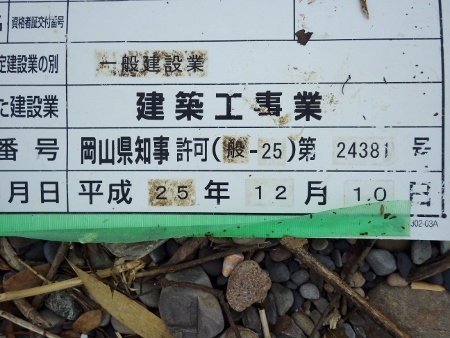 資格者証交付番号
定建設業の別 一般建設業
た建設業 建築工事業
番号 岡山県知事 許可(般-25)第 24381 号
月日 平成 25 年 12 月 10 日
302-03A